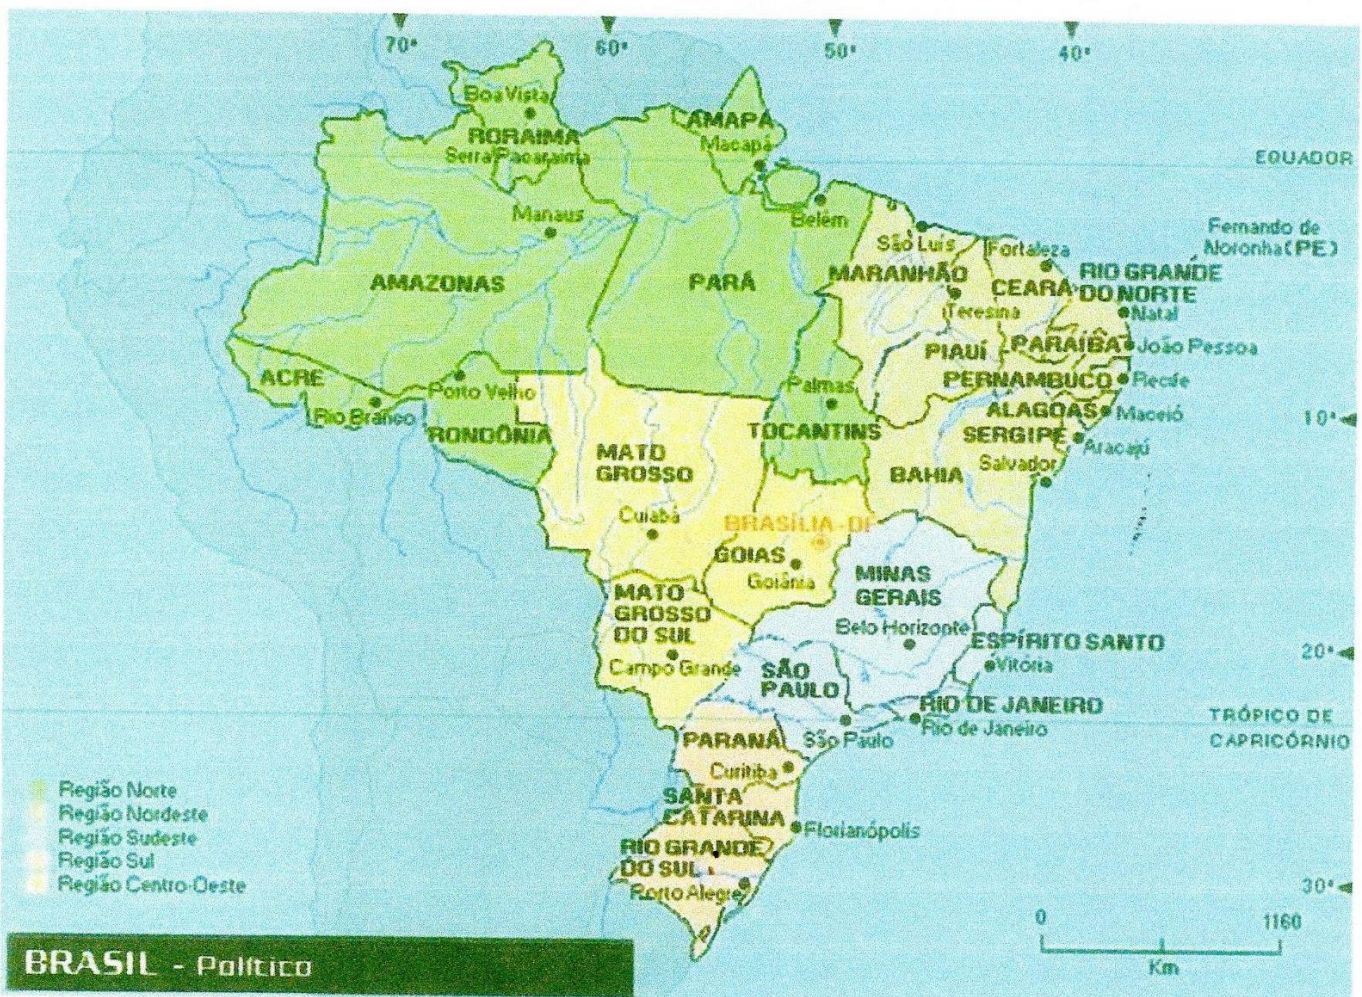 70° 60° 50° 40°
Boa Vista
RORAIMA
Serra Pacaraima
AMAPÁ
Macapá
EQUADOR
Manaus
Belém
São Luís
Fortaleza
Fernando de
Noronha (PE)
AMAZONAS
PARÁ
MARANHÃO
CEARÁ
RIO GRANDE
DO NORTE
Teresina
Natal
PIAUÍ
PARAÍBA
João Pessoa
ACRE
Porto Velho
Palmas
PERNAMBUCO
Recife
Rio Branco
ALAGOAS
Maceió
10°
RONDÔNIA
TOCANTINS
SERGIPE
Aracajú
MATO
GROSSO
BAHIA
Salvador
Cuiabá
BRASÍLIA - DF
GOIAS
Goiânia
MINAS
GERAIS
MATO
GROSSO
DO SUL
Belo Horizonte
ESPÍRITO SANTO
20°
Campo Grande
Vitória
SÃO
PAULO
RIO DE JANEIRO
Rio de Janeiro
TRÓPICO DE
CAPRICÓRNIO
PARANÁ
São Paulo
Curitiba
SANTA
CATARINA
Florianópolis
RIO GRANDE
DO SUL
Porto Alegre
30°
Região Norte
Região Nordeste
Região Sudeste
Região Sul
Região Centro-Oeste
0 1160
Km
BRASIL - Político